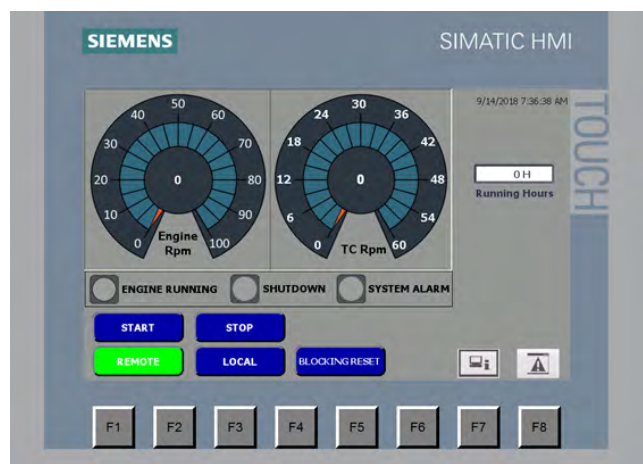 SIEMENS
SIMATIC HMI
TOUCH
9/14/2018 7:36:38 AM
0 10 20 30 40 50 60 70 80 90 100
0
Engine
Rpm
0 6 12 18 24 30 36 42 48 54 60
0
TC Rpm
0 H
Running Hours
ENGINE RUNNING
SHUTDOWN
SYSTEM ALARM
START
STOP
REMOTE
LOCAL
BLOCKING RESET
F1
F2
F3
F4
F5
F6
F7
F8